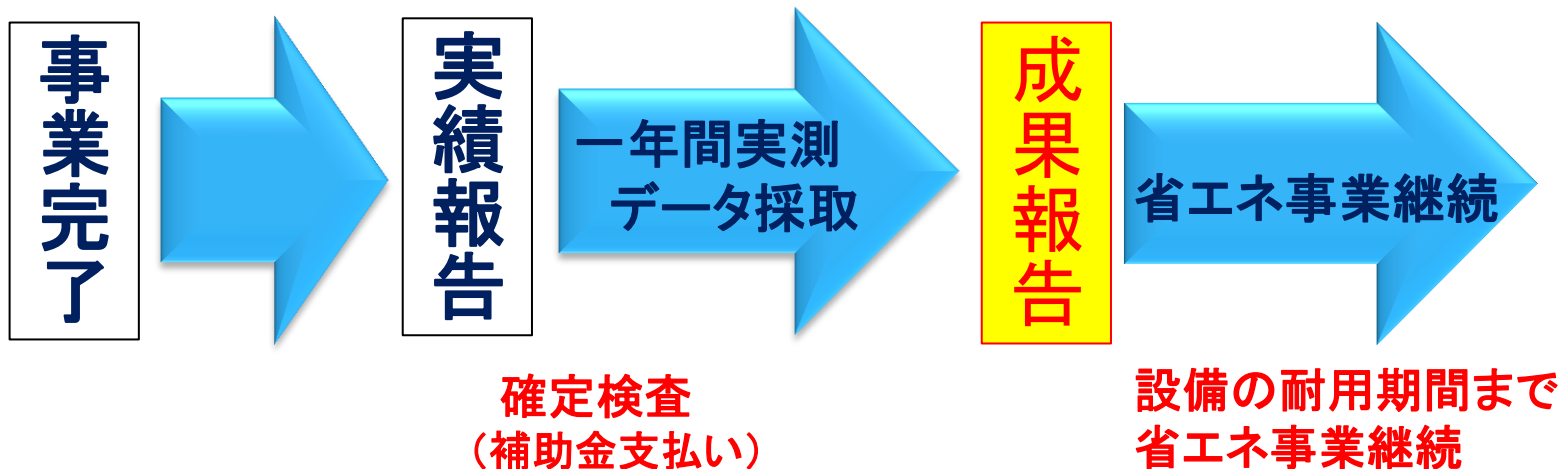 事業完了
実績報告
一年間実測
データ採取
成果報告
省エネ事業継続
確定検査
（補助金支払い）
設備の耐用期間まで
省エネ事業継続